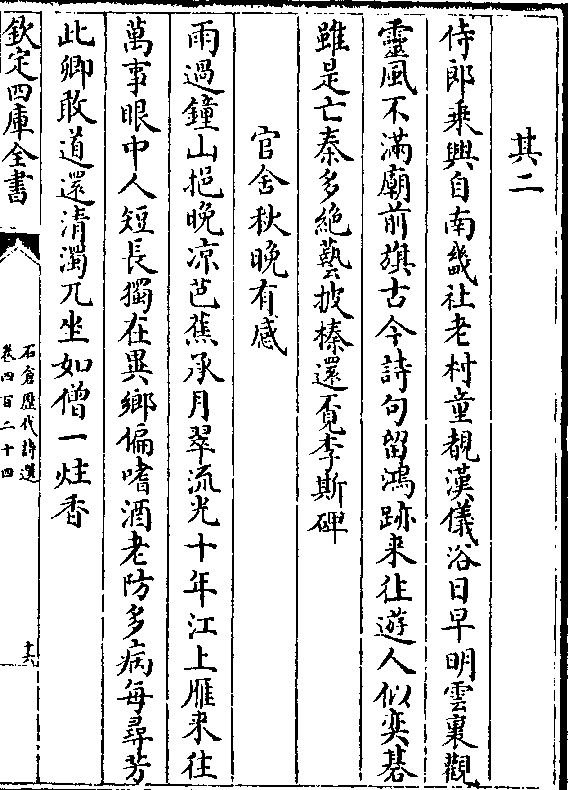 其二
侍郎乗興自南畿社老村童覩漢儀浴日早明雲裏觀
靈風不滿廟前旗古今詩句留鴻跡来往遊人似奕碁
雖是亡秦多絶藝披榛還覔李斯碑
官舍秋晚有感
雨過鐘山挹晚凉芭蕉承月翠流光十年江上雁来往
萬事眼中人短長獨在異鄉偏嗜酒老防多病每尋芳
此卿敢道還清濁兀坐如僧一炷香
欽定四庫全書
石倉歴代詩選
卷四百二十四